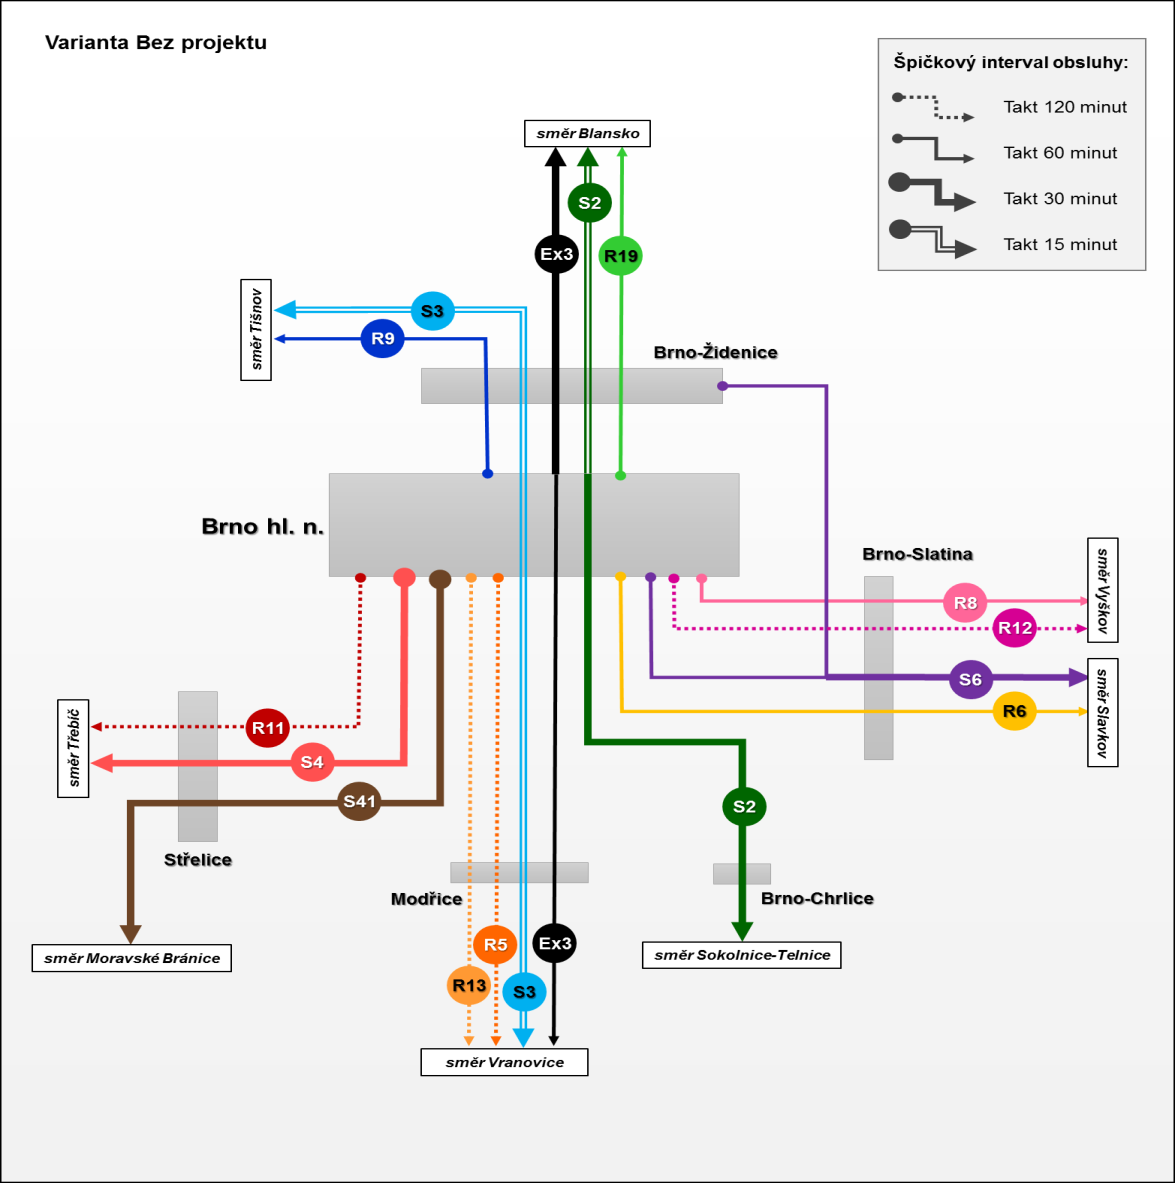 Varianta Bez projektu
Špičkový interval obsluhy:
Takt 120 minut
Takt 60 minut
Takt 30 minut
Takt 15 minut
směr Blansko
S2
Ex3
R19
směr Tišnov
S3
R9
Brno-Židenice
Brno hl. n.
Brno-Slatina
směr Vyškov
R8
R12
S6
R6
směr Slavkov
směr Třebíč
R11
S4
S41
Střelice
S2
Modřice
Brno-Chrlice
směr Moravské Bránice
R5
Ex3
směr Sokolnice-Telnice
R13
S3
směr Vranovice